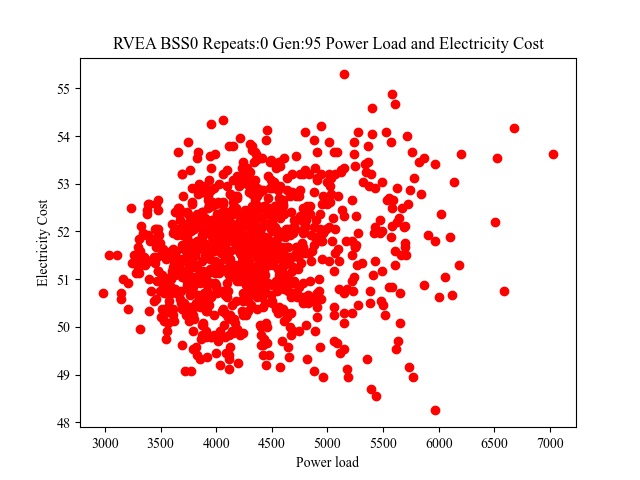 RVEA BSS0 Repeats:0 Gen:95 Power Load and Electricity Cost
55
54
53
52
51
50
49
48
Electricity Cost
3000 3500 4000 4500 5000 5500 6000 6500 7000
Power load